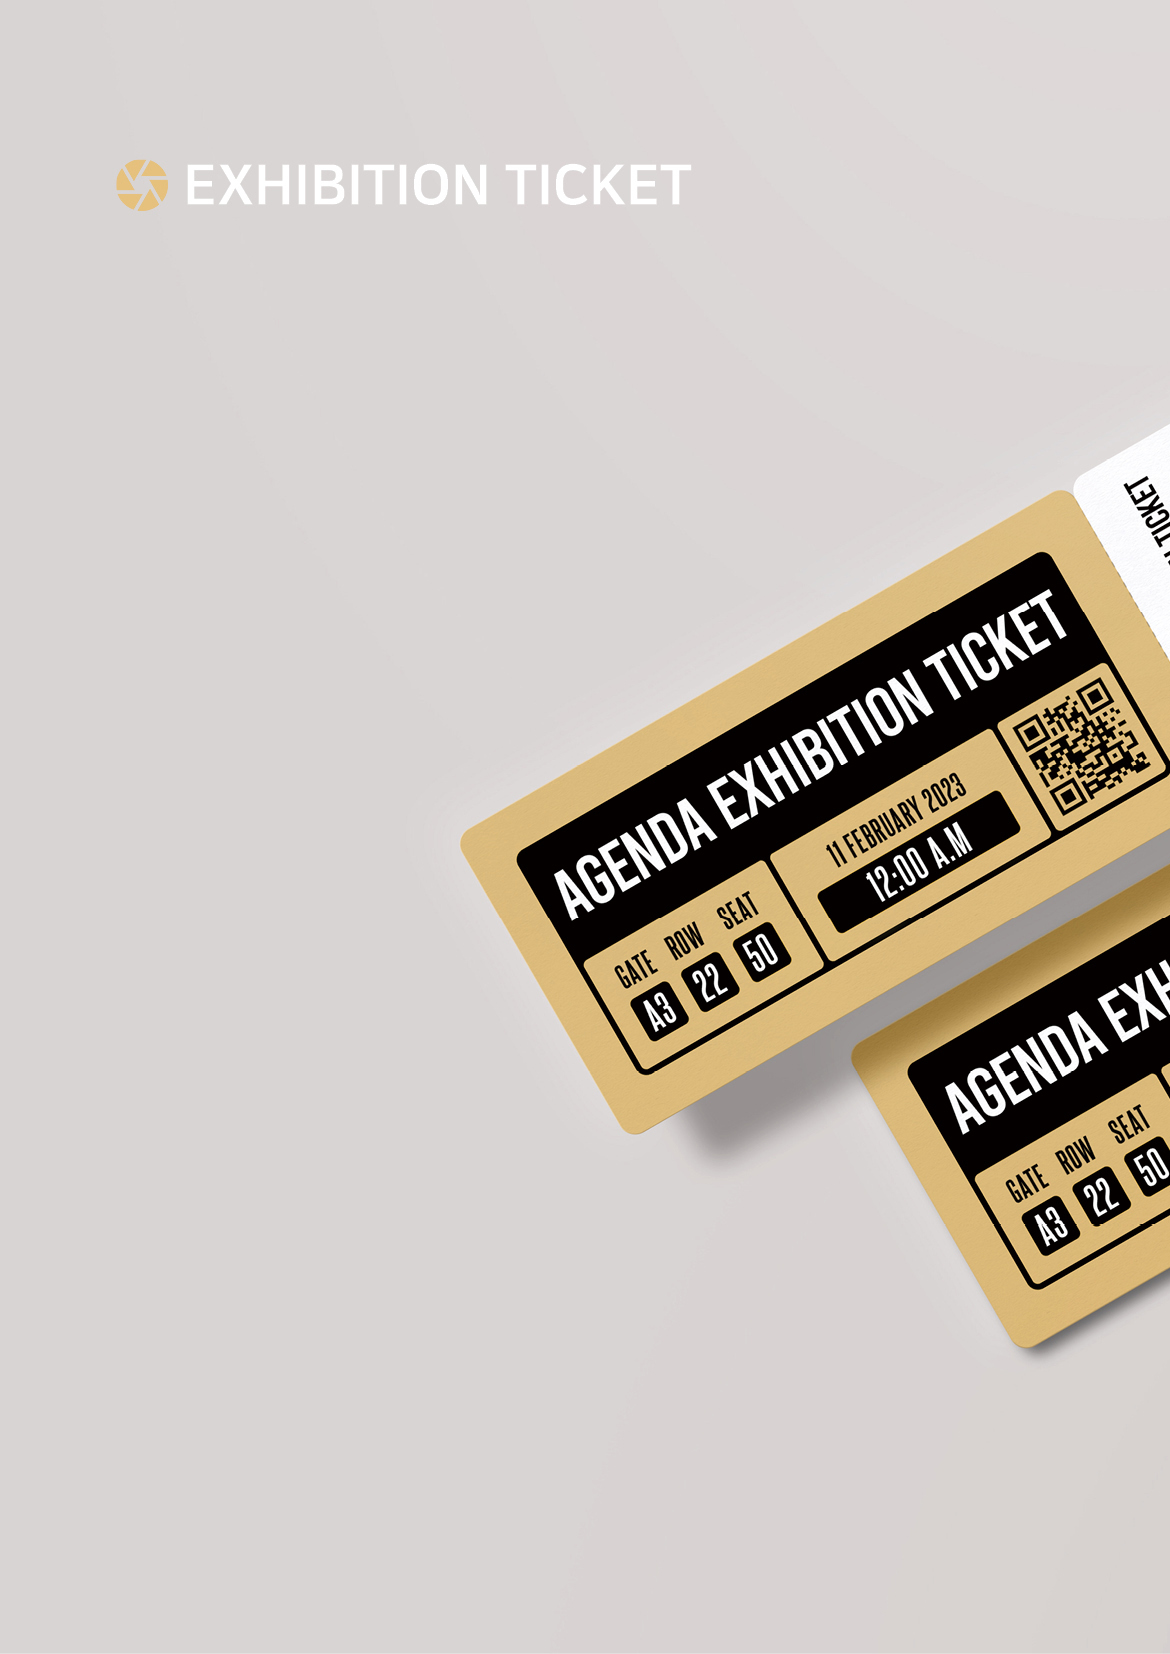 EXHIBITION TICKET
TICKET
AGENDA EXHIBITION TICKET
11 FEBRUARY 2023
12:00 A.M
GATE ROW SEAT
A3 22 50
AGENDA EXH
GATE ROW SEAT
A3 22 50